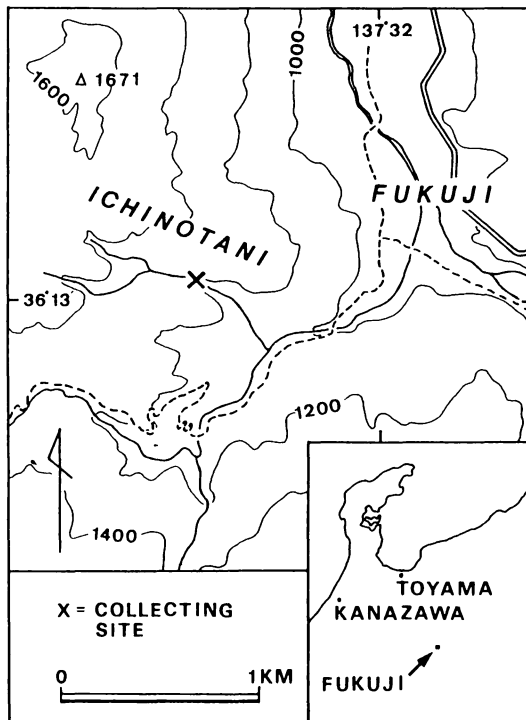 137°32
1000
Δ 1671
1600
FUKUJI
ICHINOTANI
X
36°13
1200
1400
X = COLLECTING
SITE
0 1KM
TOYAMA
KANAZAWA
FUKUJI